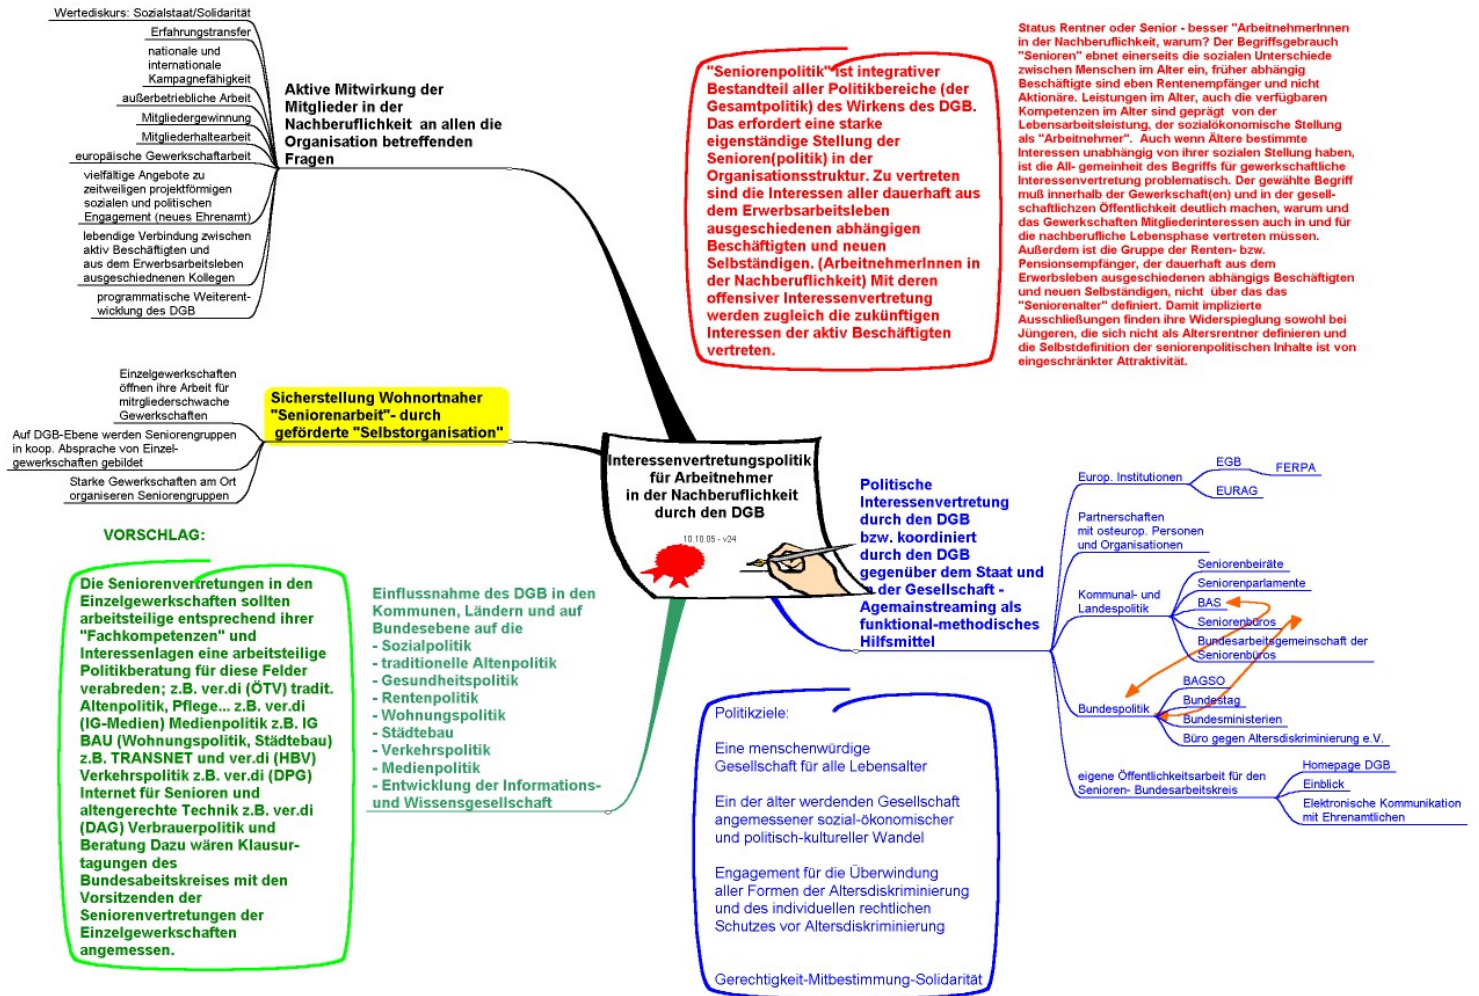 Wertediskurs: Sozialstaat/Solidarität
Erfahrungstransfer
nationale und
internationale
Kampagnefähigkeit
außerbetriebliche Arbeit
Mitgliedergewinnung
Mitgliederhaltearbeit
europäische Gewerkschaftarbeit
vielfältige Angebote zu
zeitweiligen projektförmigen
sozialen und politischen
Engagement (neues Ehrenamt)
lebendige Verbindung zwischen
aktiv Beschäftigten und
aus dem Erwerbsarbeitsleben
ausgeschiednenen Kollegen
programmatische Weiterent-
wicklung des DGB
Aktive Mitwirkung der
Mitglieder in der
Nachberuflichkeit an allen die
Organisation betreffenden
Fragen
"Seniorenpolitik" ist integrativer
Bestandteil aller Politikbereiche (der
Gesamtpolitik) des Wirkens des DGB.
Das erfordert eine starke
eigenständige Stellung der
Senioren(politik) in der
Organisationsstruktur. Zu vertreten
sind die Interessen aller dauerhaft aus
dem Erwerbsarbeitsleben
ausgeschiedenen abhängigen
Beschäftigten und neuen
Selbständigen. (ArbeitnehmerInnen in
der Nachberuflichkeit) Mit deren
offensiver Interessenvertretung
werden zugleich die zukünftigen
Interessen der aktiv Beschäftigten
vertreten.
Status Rentner oder Senior - besser "ArbeitnehmerInnen
in der Nachberuflichkeit, warum? Der Begriffsgebrauch
"Senioren" ebnet einerseits die sozialen Unterschiede
zwischen Menschen im Alter ein, früher abhängig
Beschäftigte sind eben Rentenempfänger und nicht
Aktionäre. Leistungen im Alter, auch die verfügbaren
Kompetenzen im Alter sind geprägt von der
Lebensarbeitsleistung, der sozialökonomische Stellung
als "Arbeitnehmer". Auch wenn Ältere bestimmte
Interessen unabhängig von ihrer sozialen Stellung haben,
ist die All- gemeinheit des Begriffs für gewerkschaftliche
Interessenvertretung problematisch. Der gewählte Begriff
muß innerhalb der Gewerkschaft(en) und in der gesell-
schaftlichzen Öffentlichkeit deutlich machen, warum und
das Gewerkschaften Mitgliederinteressen auch in und für
die nachberufliche Lebensphase vertreten müssen.
Außerdem ist die Gruppe der Renten- bzw.
Pensionsempfänger, der dauerhaft aus dem
Erwerbsleben ausgeschiedenen abhängigs Beschäftigten
und neuen Selbständigen, nicht über das das
"Seniorenalter" definiert. Damit implizierte
Ausschließungen finden ihre Widerspieglung sowohl bei
Jüngeren, die sich nicht als Altersrentner definieren und
die Selbstdefinition der seniorenpolitischen Inhalte ist von
eingeschränkter Attraktivität.
Einzelgewerkschaften
öffnen ihre Arbeit für
mitrgliederschwache
Gewerkschaften
Auf DGB-Ebene werden Seniorengruppen
in koop. Absprache von Einzel-
gewerkschaften gebildet
Starke Gewerkschaften am Ort
organiseren Seniorengruppen
Sicherstellung Wohnortnaher
"Seniorenarbeit"- durch
geförderte "Selbstorganisation"
Interessenvertretungspolitik
für Arbeitnehmer
in der Nachberuflichkeit
durch den DGB
10.10.05 - v24
VORSCHLAG:
Die Seniorenvertretungen in den
Einzelgewerkschaften sollten
arbeitsteilige entsprechend ihrer
"Fachkompetenzen" und
Interessenlagen eine arbeitsteilige
Politikberatung für diese Felder
verabreden; z.B. ver.di (ÖTV) tradit.
Altenpolitik, Pflege... z.B. ver.di
(IG-Medien) Medienpolitik z.B. IG
BAU (Wohnungspolitik, Städtebau)
z.B. TRANSNET und ver.di (HBV)
Verkehrspolitik z.B. ver.di (DPG)
Internet für Senioren und
altengerechte Technik z.B. ver.di
(DAG) Verbrauerpolitik und
Beratung Dazu wären Klausur-
tagungen des
Bundesabeitskreises mit den
Vorsitzenden der
Seniorenvertretungen der
Einzelgewerkschaften
angemessen.
Einflussnahme des DGB in den
Kommunen, Ländern und auf
Bundesebene auf die
- Sozialpolitik
- traditionelle Altenpolitik
- Gesundheitspolitik
- Rentenpolitik
- Wohnungspolitik
- Städtebau
- Verkehrspolitik
- Medienpolitik
- Entwicklung der Informations-
und Wissensgesellschaft
Politische
Interessenvertretung
durch den DGB
bzw. koordiniert
durch den DGB
gegenüber dem Staat und
der Gesellschaft -
Agemainstreaming als
funktional-methodisches
Hilfsmittel
Europ. Institutionen
EGB
FERPA
EURAG
Partnerschaften
mit osteurop. Personen
und Organisationen
Kommunal- und
Landespolitik
Seniorenbeiräte
Seniorenparlamente
BAS
Seniorenbüros
Bundesarbeitsgemeinschaft der
Seniorenbüros
Bundespolitik
BAGSO
Bundestag
Bundesministerien
Büro gegen Altersdiskriminierung e.V.
eigene Öffentlichkeitsarbeit für den
Senioren- Bundesarbeitskreis
Homepage DGB
Einblick
Elektronische Kommunikation
mit Ehrenamtlichen
Politikziele:
Eine menschenwürdige
Gesellschaft für alle Lebensalter
Ein der älter werdenden Gesellschaft
angemessener sozial-ökonomischer
und politisch-kultureller Wandel
Engagement für die Überwindung
aller Formen der Altersdiskriminierung
und des individuellen rechtlichen
Schutzes vor Altersdiskriminierung
Gerechtigkeit-Mitbestimmung-Solidarität